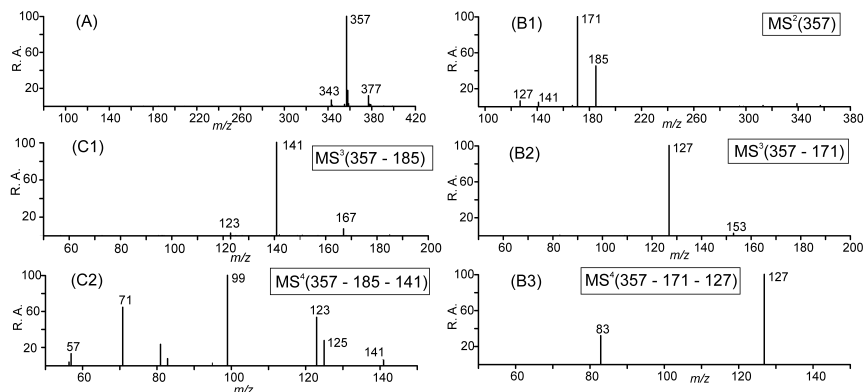 (A)
R. A.
100
60
20
343
357
377
100 140 180 220 260 300 340 380 420
m/z
(B1)
MS²(357)
R. A.
100
60
20
127
141
171
185
100 140 180 220 260 300 340 380
m/z
(C1)
MS³(357 - 185)
R. A.
100
60
20
123
141
167
60 80 100 120 140 160 180 200
m/z
(B2)
MS³(357 - 171)
R. A.
100
60
20
127
153
60 80 100 120 140 160 180 200
m/z
(C2)
MS⁴(357 - 185 - 141)
R. A.
100
60
20
57
71
99
123
125
141
60 80 100 120 140
m/z
(B3)
MS⁴(357 - 171 - 127)
R. A.
100
60
20
83
127
60 80 100 120 140
m/z